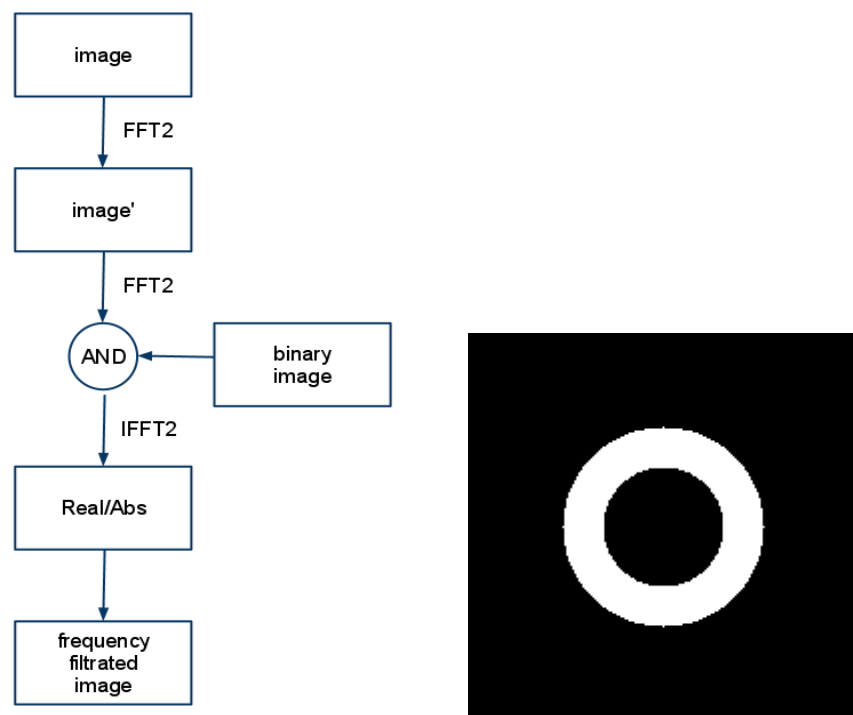 image
FFT2
image'
FFT2
AND
binary
image
IFFT2
Real/Abs
frequency
filtrated
image